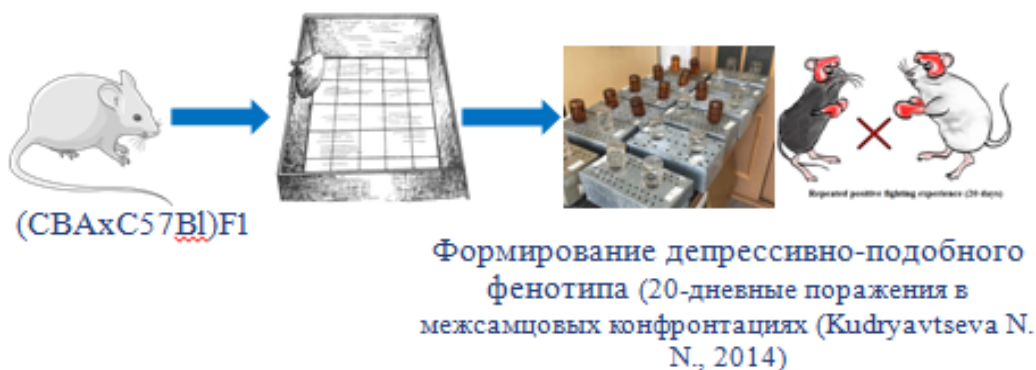 Repeated positive fighting experience (20 days)
(CBAxC57Bl)F1
Формирование депрессивно-подобного
фенотипа (20-дневные поражения в
межсамцовых конфронтациях (Kudryavtseva N.
N., 2014)